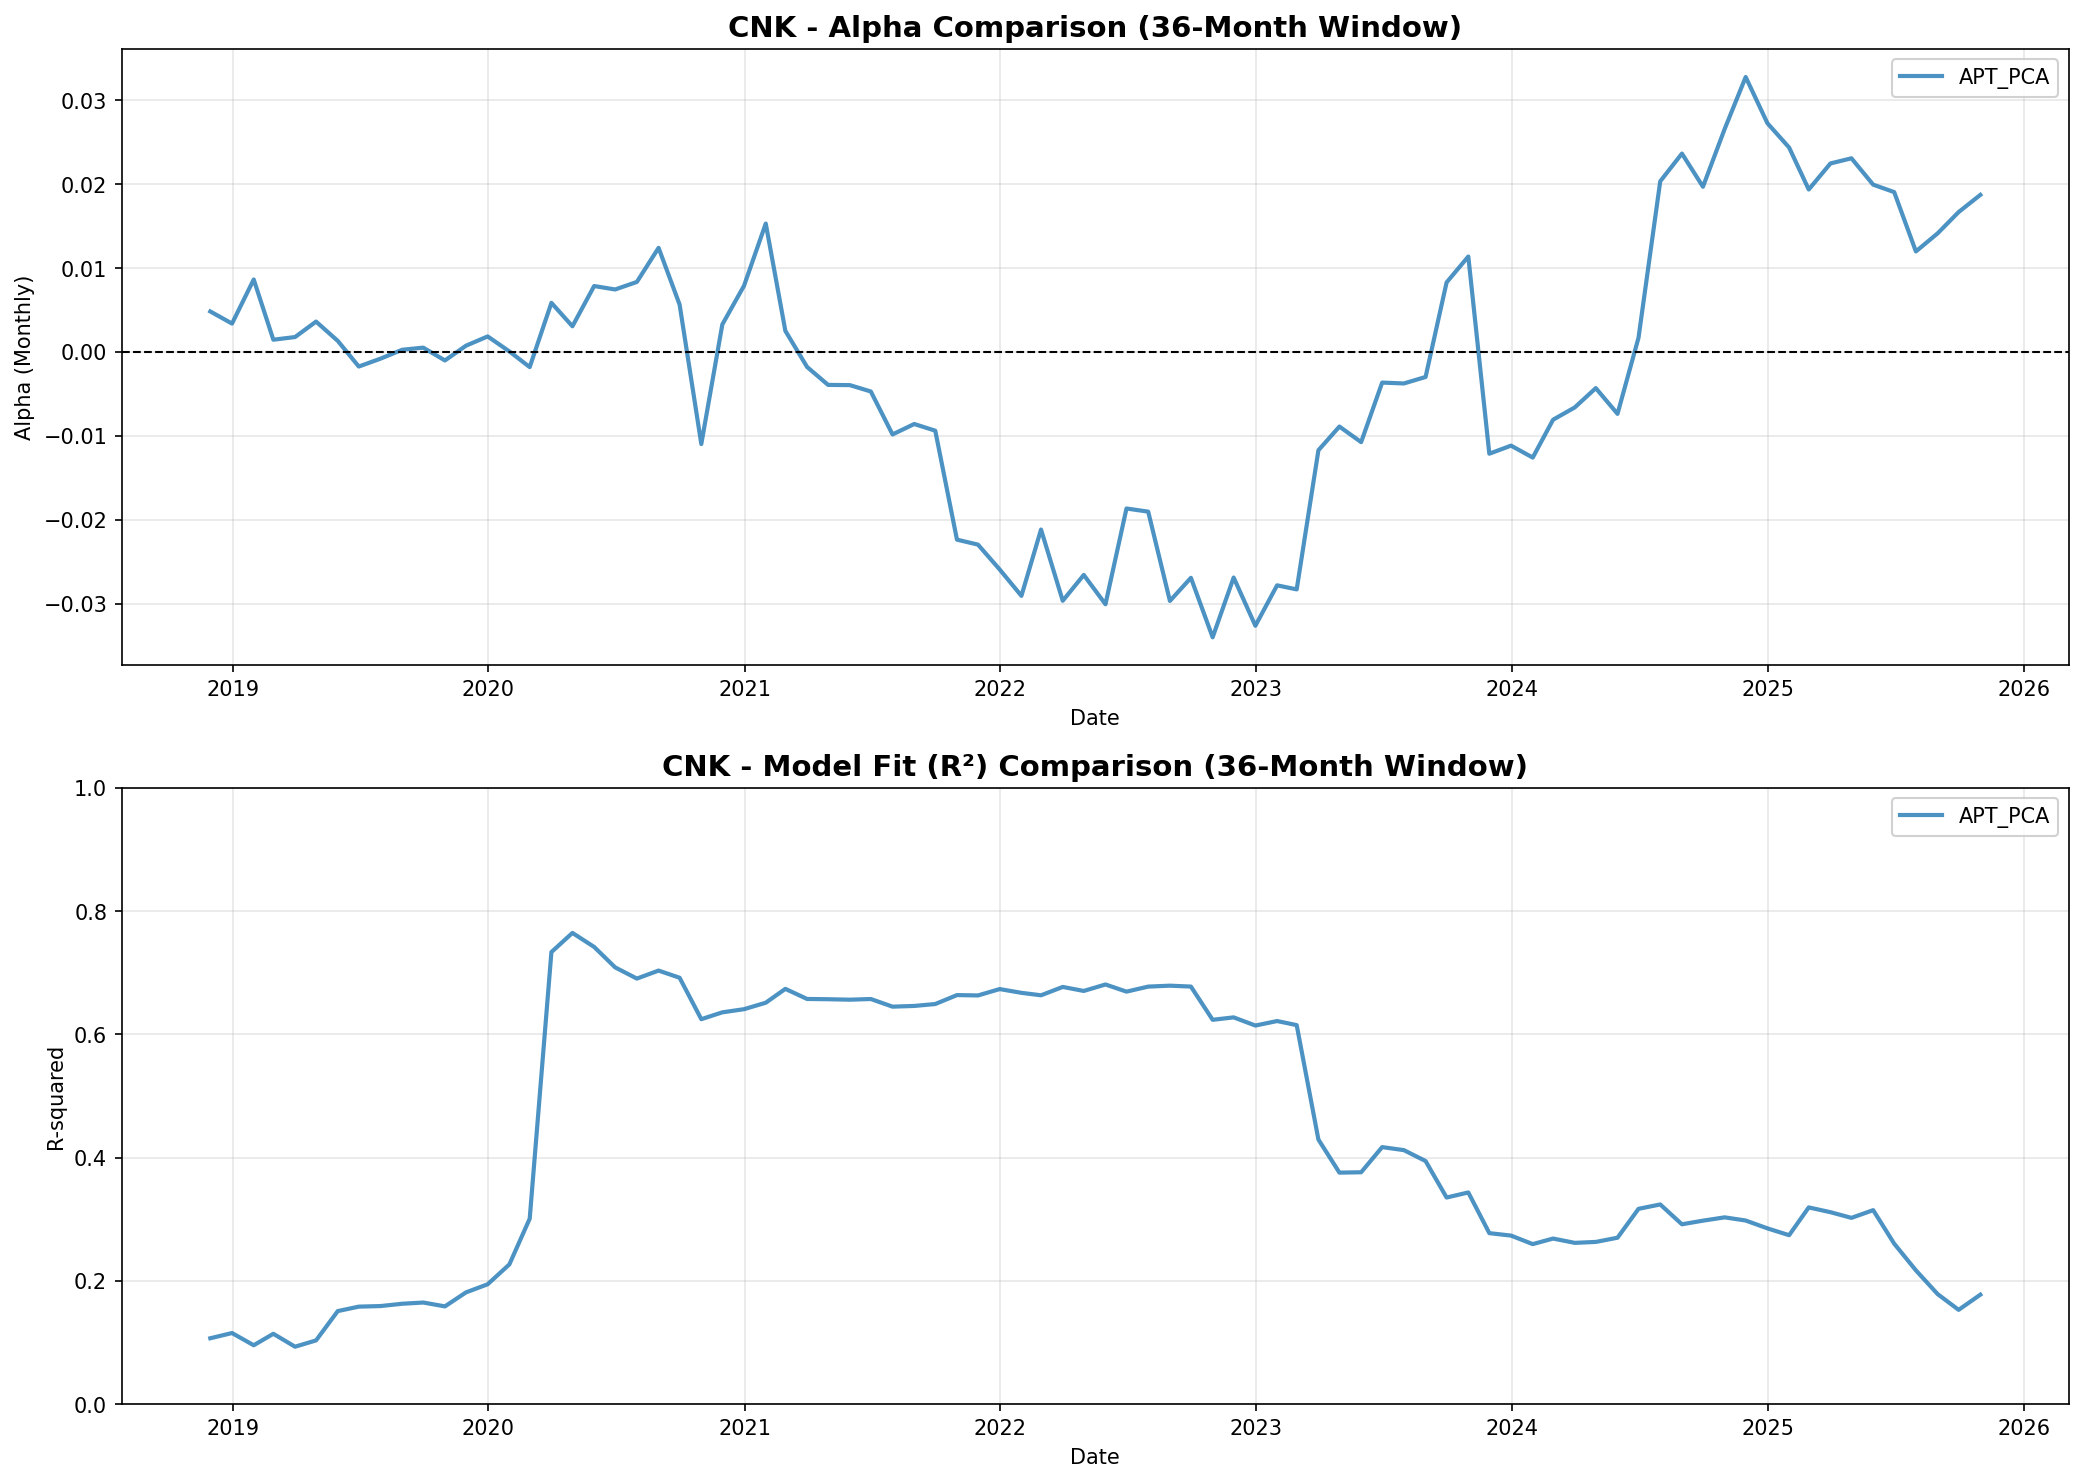 CNK - Alpha Comparison (36-Month Window)
APT_PCA
0.03
0.02
0.01
0.00
−0.01
−0.02
−0.03
Alpha (Monthly)
2019 2020 2021 2022 2023 2024 2025 2026
Date
CNK - Model Fit (R²) Comparison (36-Month Window)
APT_PCA
1.0
0.8
0.6
0.4
0.2
0.0
R-squared
2019 2020 2021 2022 2023 2024 2025 2026
Date